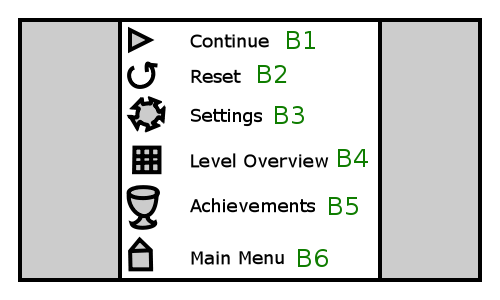 Continue B1
Reset B2
Settings B3
Level Overview B4
Achievements B5
Main Menu B6